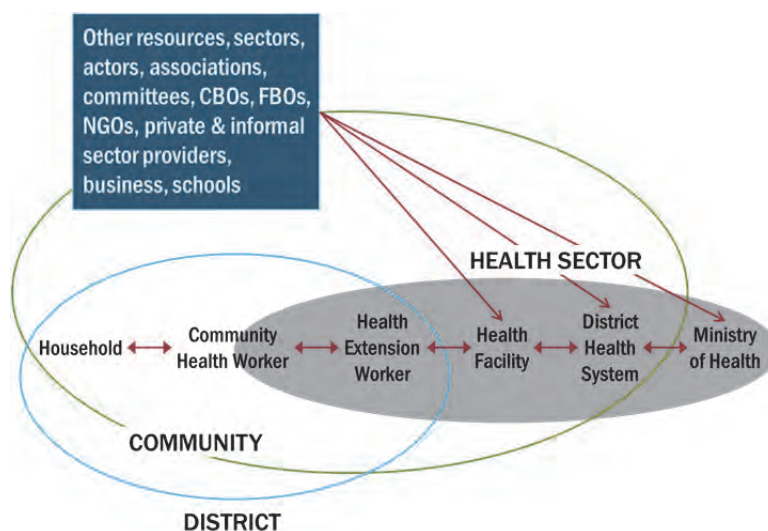 Other resources, sectors,
actors, associations,
committees, CBOs, FBOs,
NGOs, private & informal
sector providers,
business, schools
HEALTH SECTOR
Household
Community
Health Worker
Health
Extension
Worker
Health
Facility
District
Health
System
Ministry
of Health
COMMUNITY
DISTRICT